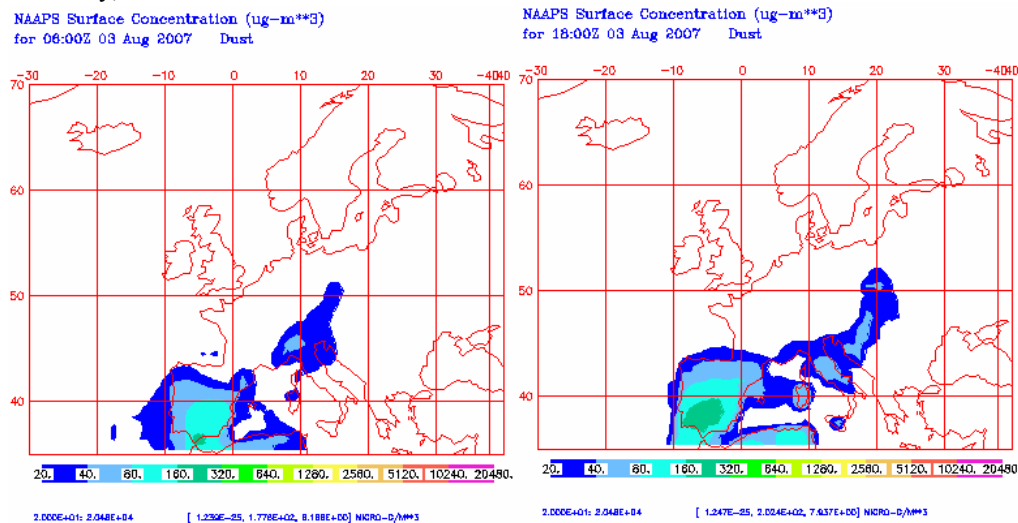 NAAPS Surface Concentration (ug-m**3)
for 06:00Z 03 Aug 2007 Dust
-30 -20 -10 0 10 20 30 -4040
70
60
50
40
20. 40. 80. 160. 320. 640. 1280. 2560. 5120. 10240. 20480.
2.000E+01: 2.048E+04 [ 1.239E-25, 1.776E+02, 8.188E+00] MICRO-G/M**3
NAAPS Surface Concentration (ug-m**3)
for 18:00Z 03 Aug 2007 Dust
-30 -20 -10 0 10 20 30 -4040
70
60
50
40
20. 40. 80. 160. 320. 640. 1280. 2560. 5120. 10240. 20480.
2.000E+01: 2.048E+04 [ 1.247E-25, 2.024E+02, 7.937E+00] MICRO-G/M**3